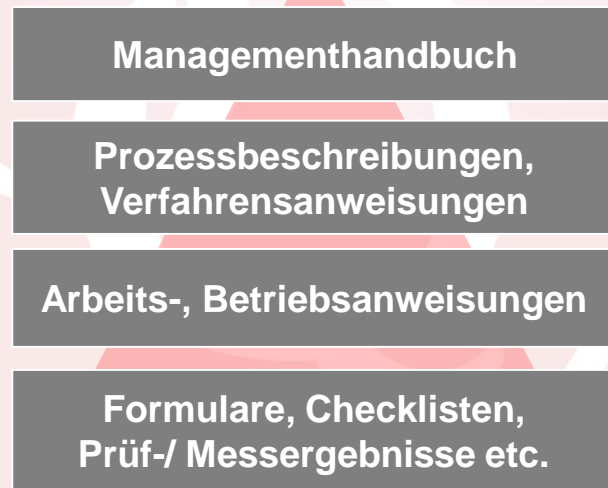 Managementhandbuch
Prozessbeschreibungen,
Verfahrensanweisungen
Arbeits-, Betriebsanweisungen
Formulare, Checklisten,
Prüf-/ Messergebnisse etc.